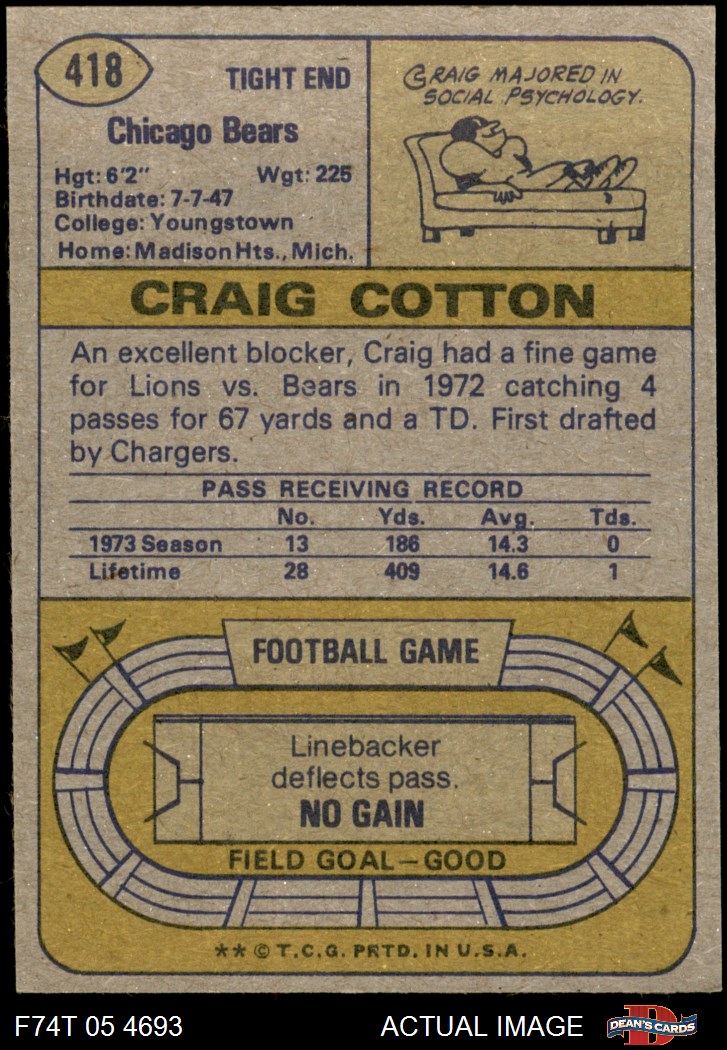 418
TIGHT END
Chicago Bears
Hgt: 6'2" Wgt: 225
Birthdate: 7-7-47
College: Youngstown
Home: Madison Hts., Mich.
CRAIG MAJORED IN
SOCIAL PSYCHOLOGY.
CRAIG COTTON
An excellent blocker, Craig had a fine game
for Lions vs. Bears in 1972 catching 4
passes for 67 yards and a TD. First drafted
by Chargers.
PASS RECEIVING RECORD
No. Yds. Avg. Tds.
1973 Season 13 186 14.3 0
Lifetime 28 409 14.6 1
FOOTBALL GAME
Linebacker
deflects pass.
NO GAIN
FIELD GOAL—GOOD
** © T.C.G. PRTD. IN U.S.A.
F74T 05 4693 ACTUAL IMAGE D DEAN'S CARDS